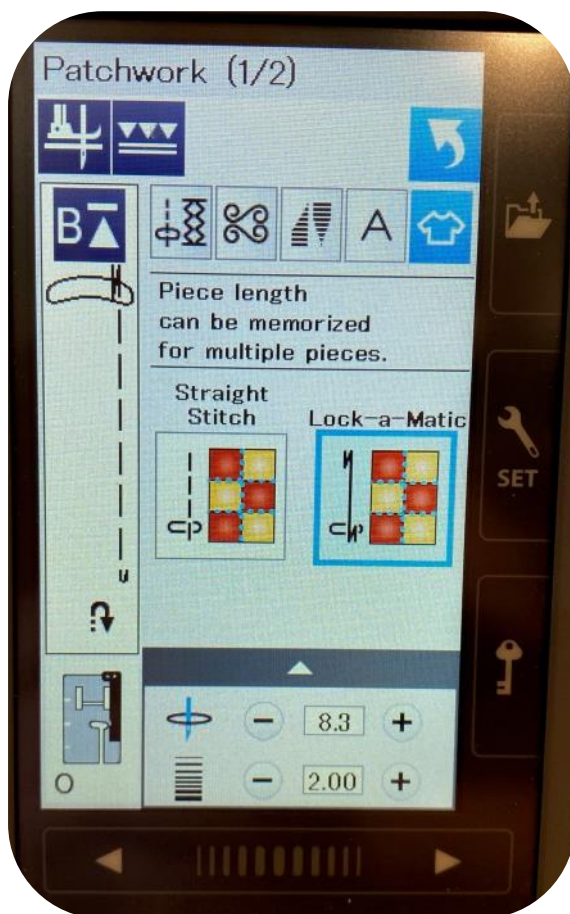 Patchwork (1/2)
B
A
Piece length
can be memorized
for multiple pieces.
Straight
Stitch
Lock-a-Matic
SET
8.3
2.00
O